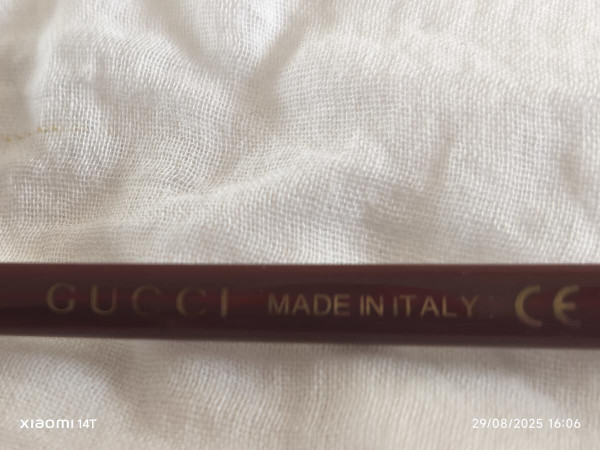 GUCCI MADE IN ITALY CE
XIAOMI 14T
29/08/2025 16:06